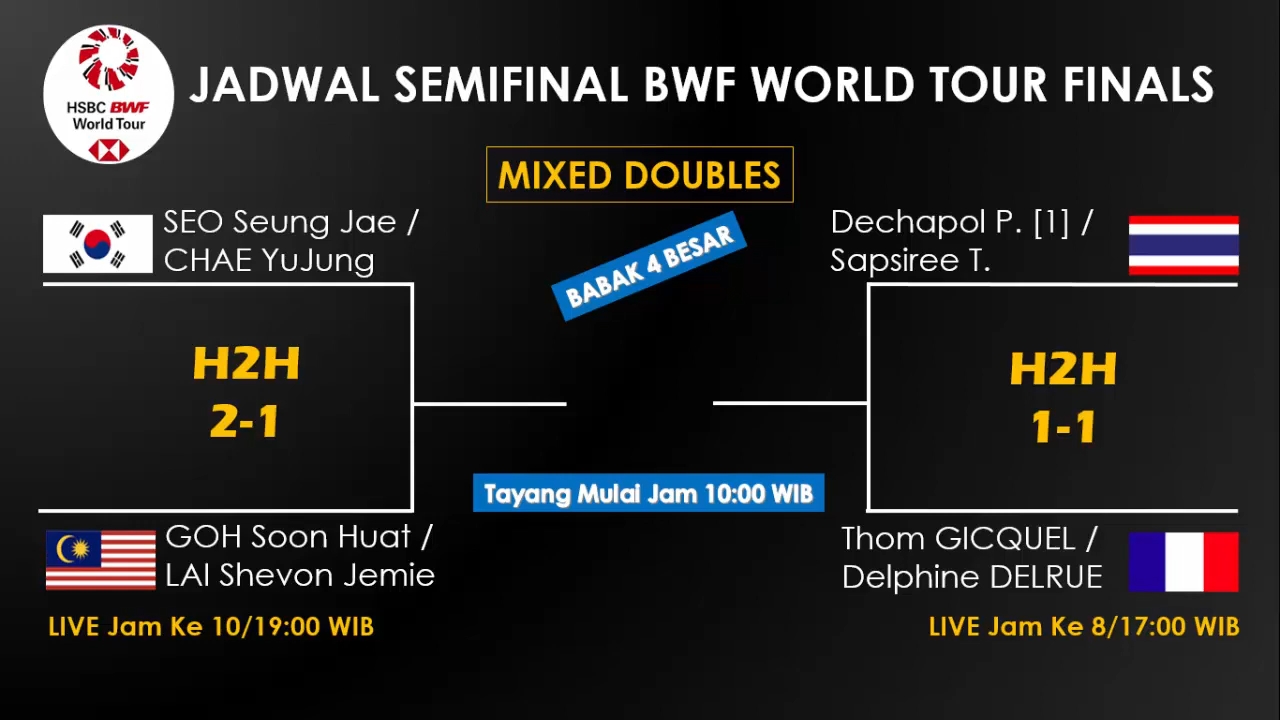 HSBC BWF
World Tour
JADWAL SEMIFINAL BWF WORLD TOUR FINALS
MIXED DOUBLES
SEO Seung Jae /
CHAE YuJung
Dechapol P. [1] /
Sapsiree T.
BABAK 4 BESAR
H2H
2-1
H2H
1-1
Tayang Mulai Jam 10:00 WIB
GOH Soon Huat /
LAI Shevon Jemie
Thom GICQUEL /
Delphine DELRUE
LIVE Jam Ke 10/19:00 WIB
LIVE Jam Ke 8/17:00 WIB